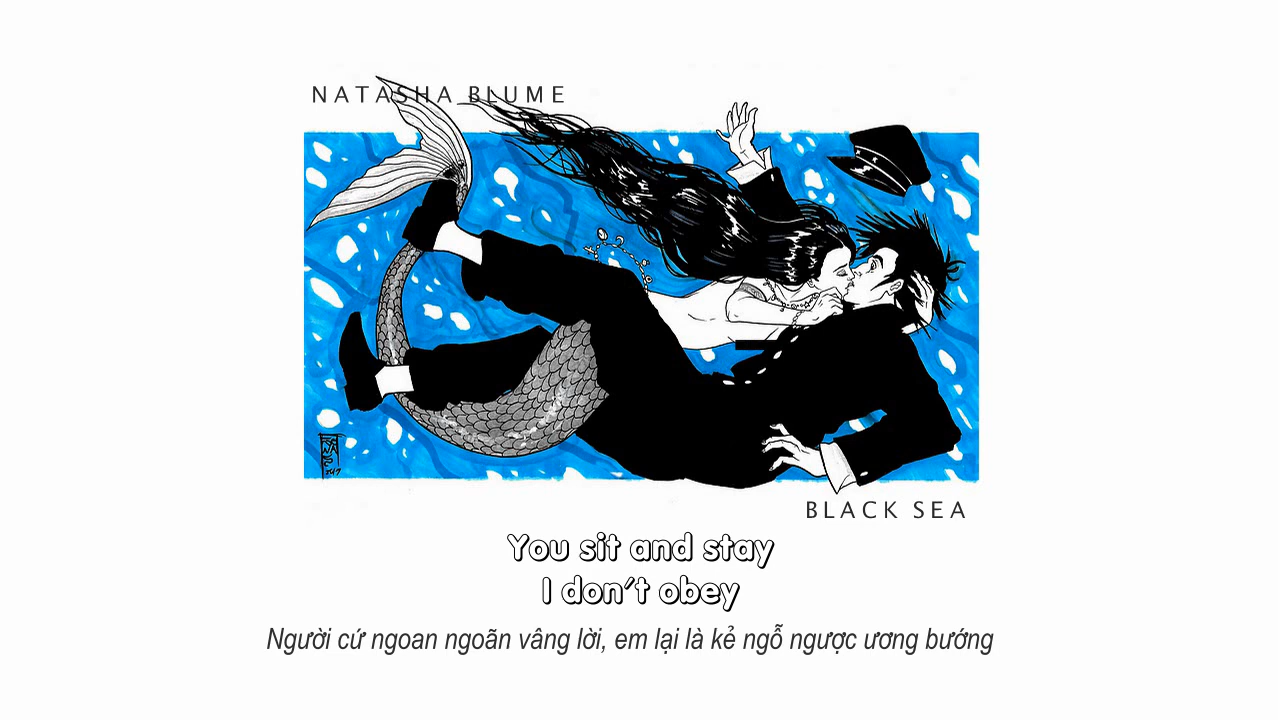 NATASHA BLUME
BLACK SEA
You sit and stay
I don't obey
Người cứ ngoan ngoãn vâng lời, em lại là kẻ ngỗ ngược ương bướng